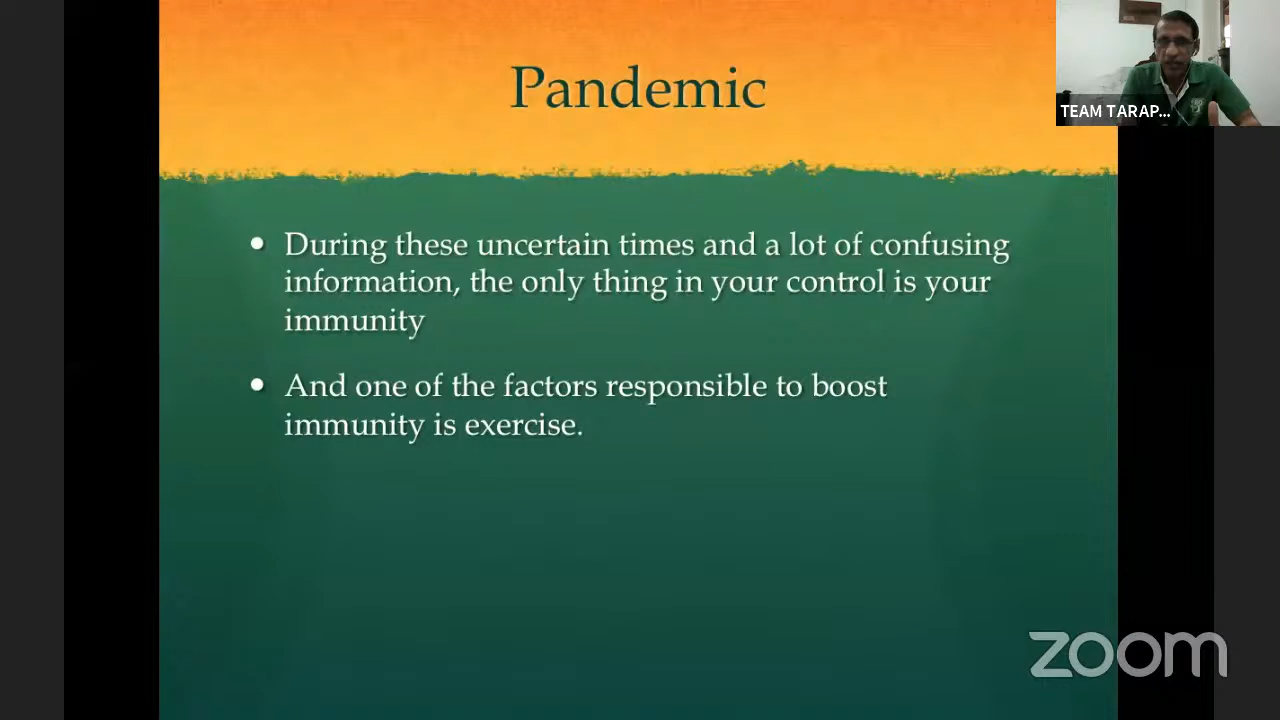 Pandemic
TEAM TARAP...
• During these uncertain times and a lot of confusing
information, the only thing in your control is your
immunity
• And one of the factors responsible to boost
immunity is exercise.
zoom